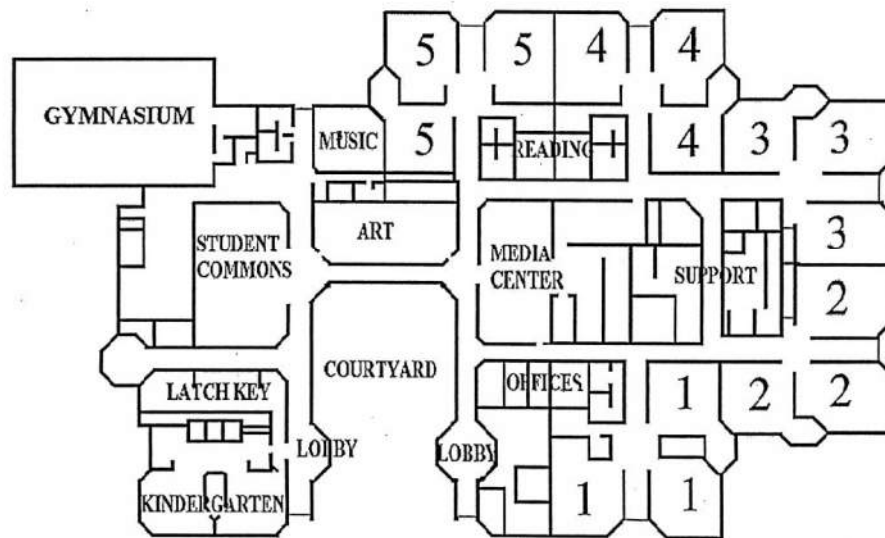 5 5 4 4
GYMNASIUM
MUSIC 5 READING 4 3 3
STUDENT
COMMONS
ART
MEDIA
CENTER
SUPPORT
3
2
COURTYARD
LATCH KEY
OFFICES
1 2 2
LOBBY
LOBBY
KINDERGARTEN
1 1